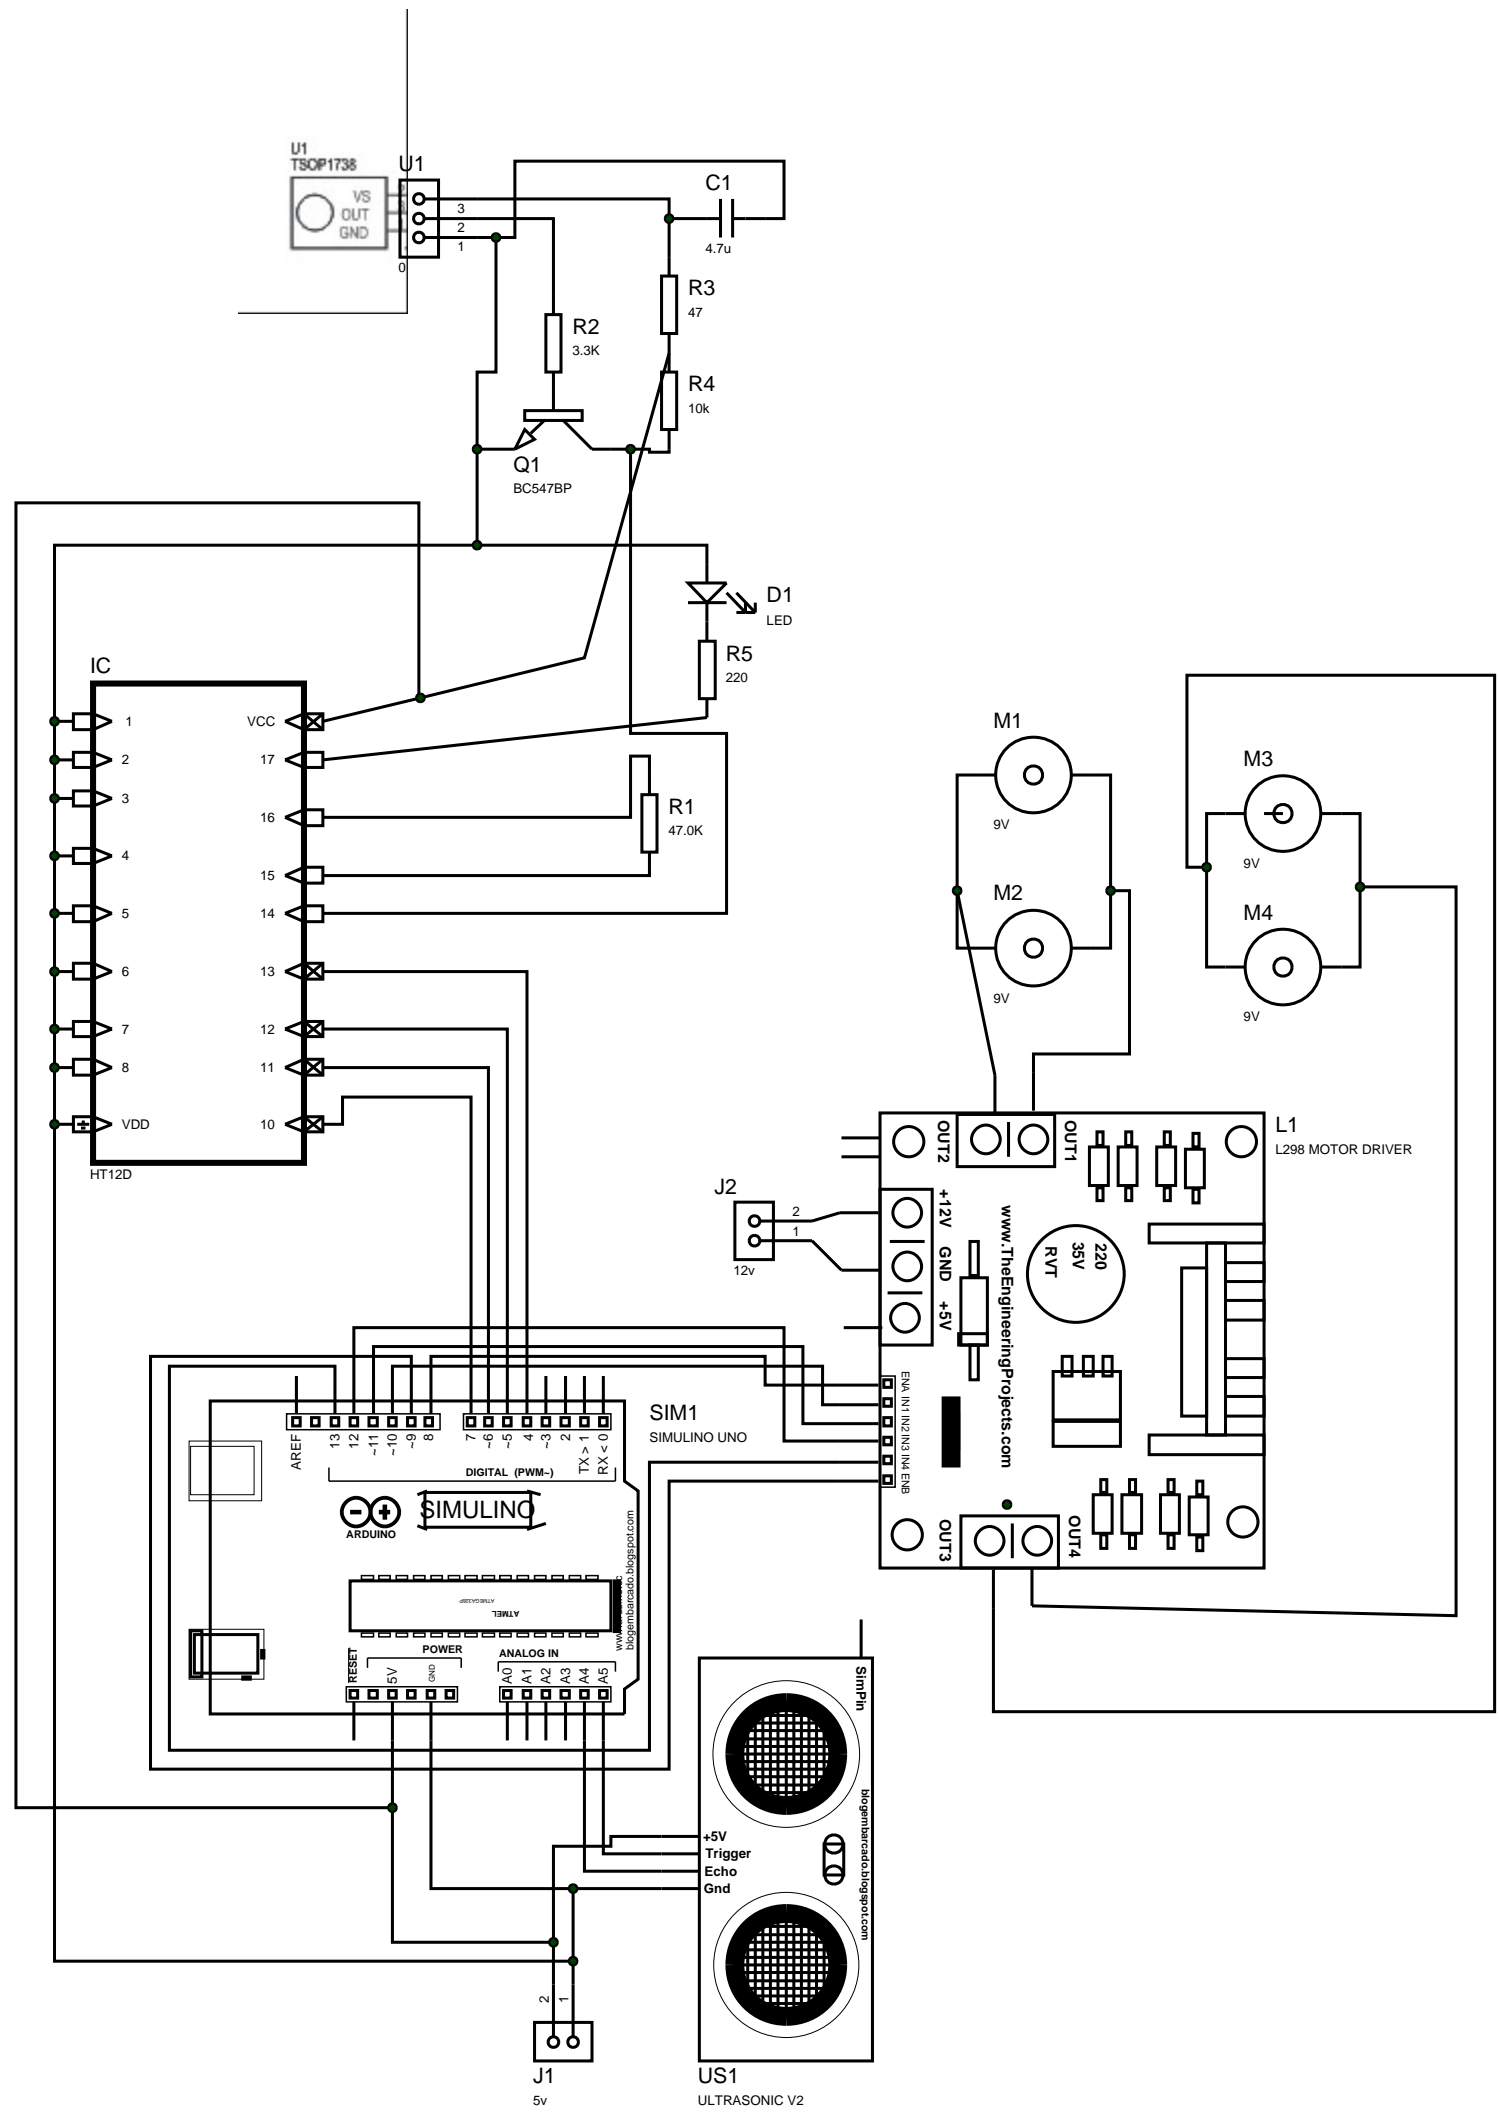 U1
TSOP1738
VS
OUT
GND
U1
3
2
1
0
C1
4.7u
R3
47
R2
3.3K
R4
10k
Q1
BC547BP
D1
LED
R5
220
IC
1
2
3
4
5
6
7
8
VDD
VCC
17
16
15
14
13
12
11
10
HT12D
R1
47.0K
M1
9V
M2
9V
M3
9V
M4
9V
L1
L298 MOTOR DRIVER
OUT2
OUT1
J2
2
1
12v
+12V
GND
+5V
www.TheEngineeringProjects.com
220
35V
RVT
ENA IN1 IN2 IN3 IN4 ENB
OUT3
OUT4
SIM1
SIMULINO UNO
AREF
13
12
~11
~10
~9
8
7
~6
~5
4
~3
2
TX > 1
RX < 0
DIGITAL (PWM~)
ARDUINO
SIMULINO
blogembarcado.blogspot.com
ATMEGA328P
ATMEL
RESET
POWER
5V
GND
ANALOG IN
A0
A1
A2
A3
A4
A5
SimPin
blogembarcado.blogspot.com
+5V
Trigger
Echo
Gnd
2
1
J1
5v
US1
ULTRASONIC V2